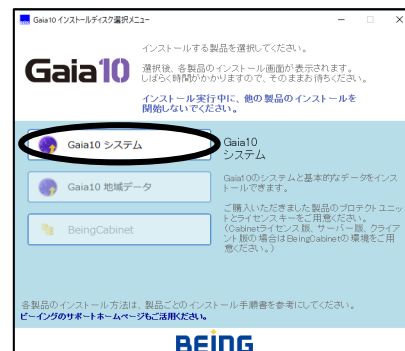 Gaia10 インストールディスク選択メニュー
インストールする製品を選択してください。
Gaia10
選択後、各製品のインストール画面が表示されます。
しばらく時間がかかりますので、そのままお待ちください。
インストール実行中に、他の製品のインストールを
開始しないでください。
Gaia10 システム
Gaia10
システム
Gaia10 地域データ
Gaia10のシステムと基本的なデータをインス
トールできます。
ご購入いただきました製品のプロテクトユニッ
トとライセンスキーをご用意ください。
(Cabinetライセンス版、サーバー版、クライア
ント版の場合はBeingCabinetの環境をご用
意ください。)
BeingCabinet
各製品のインストール方法は、製品ごとのインストール手順書を参考にしてください。
ビーイングのサポートホームページもご活用ください。
BEING